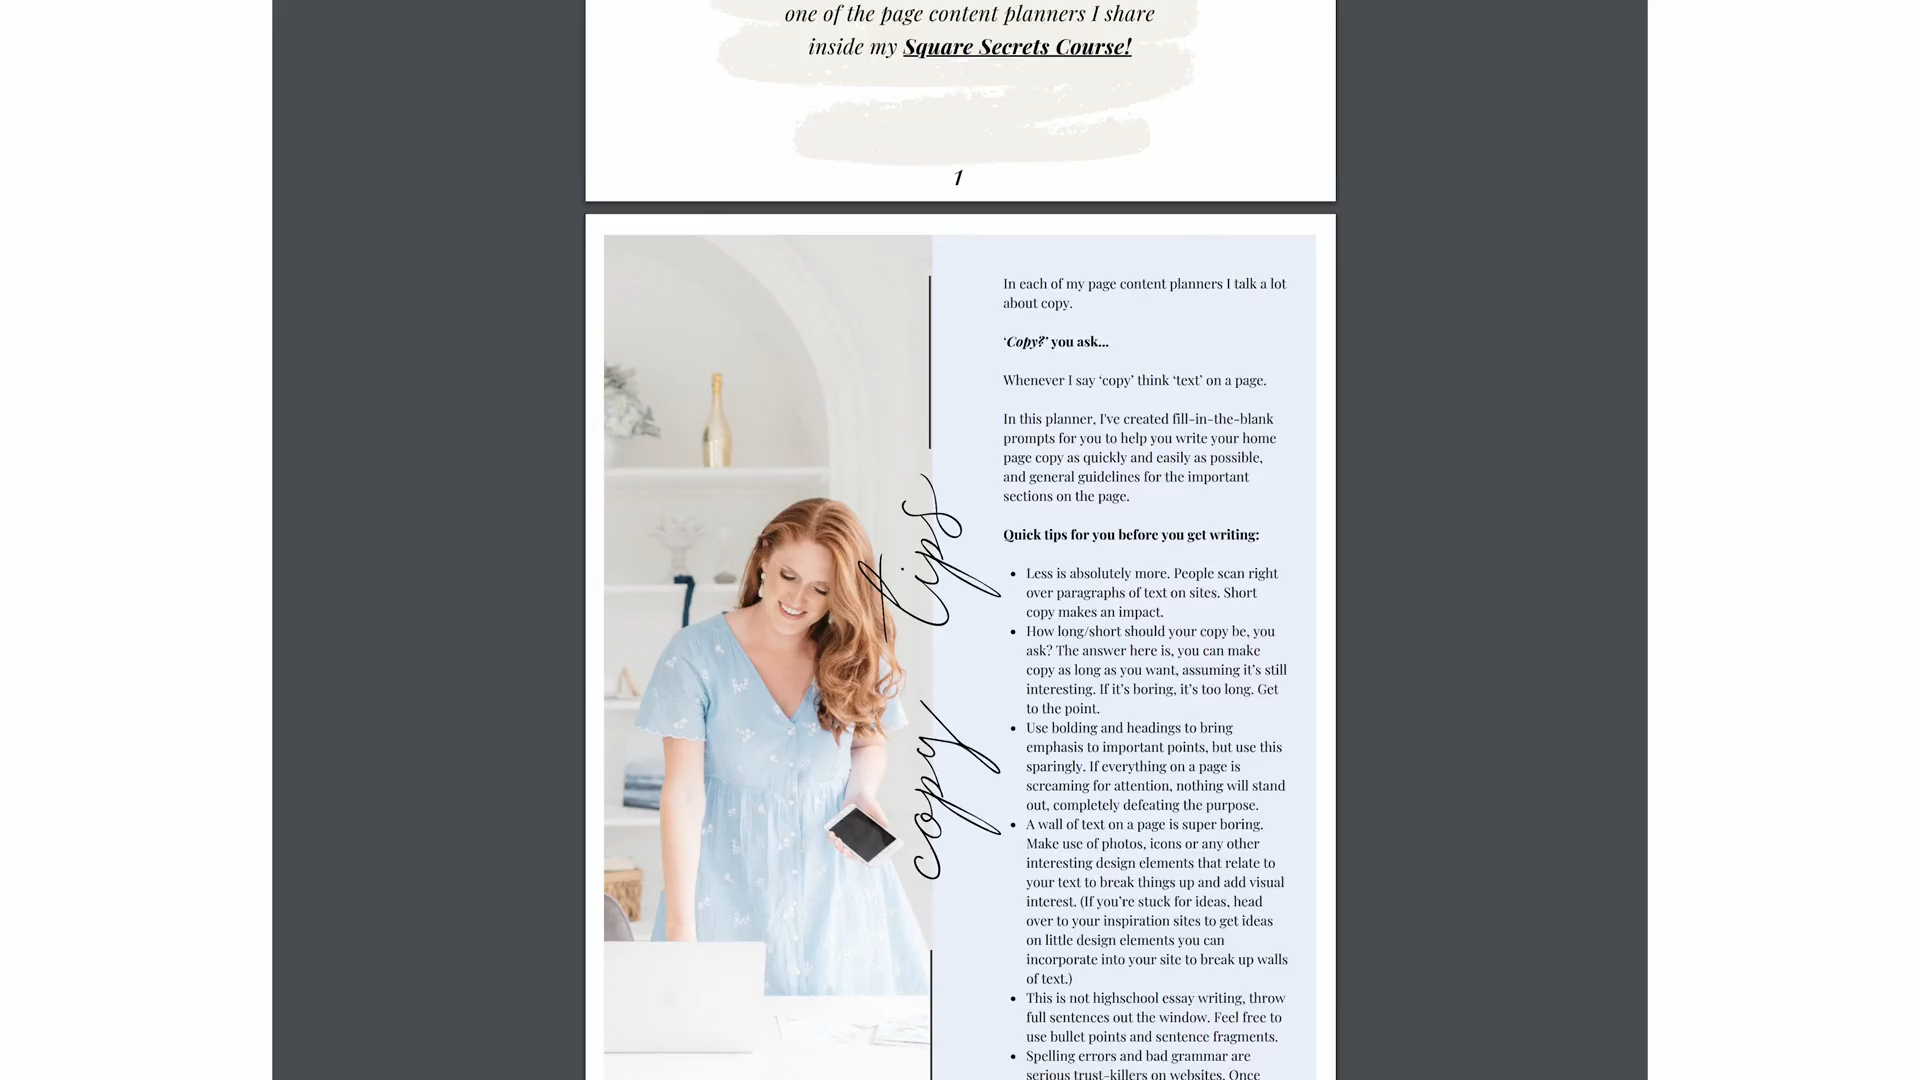 one of the page content planners I share
inside my Square Secrets Course!
1
copy tips
In each of my page content planners I talk a lot
about copy.
‘Copy?’ you ask...
Whenever I say ‘copy’ think ‘text’ on a page.
In this planner, I've created fill-in-the-blank
prompts for you to help you write your home
page copy as quickly and easily as possible,
and general guidelines for the important
sections on the page.
Quick tips for you before you get writing:
• Less is absolutely more. People scan right
over paragraphs of text on sites. Short
copy makes an impact.
• How long/short should your copy be, you
ask? The answer here is, you can make
copy as long as you want, assuming it’s still
interesting. If it’s boring, it’s too long. Get
to the point.
• Use bolding and headings to bring
emphasis to important points, but use this
sparingly. If everything on a page is
screaming for attention, nothing will stand
out, completely defeating the purpose.
• A wall of text on a page is super boring.
Make use of photos, icons or any other
interesting design elements that relate to
your text to break things up and add visual
interest. (If you’re stuck for ideas, head
over to your inspiration sites to get ideas
on little design elements you can
incorporate into your site to break up walls
of text.)
• This is not highschool essay writing, throw
full sentences out the window. Feel free to
use bullet points and sentence fragments.
• Spelling errors and bad grammar are
serious trust-killers on websites. Once